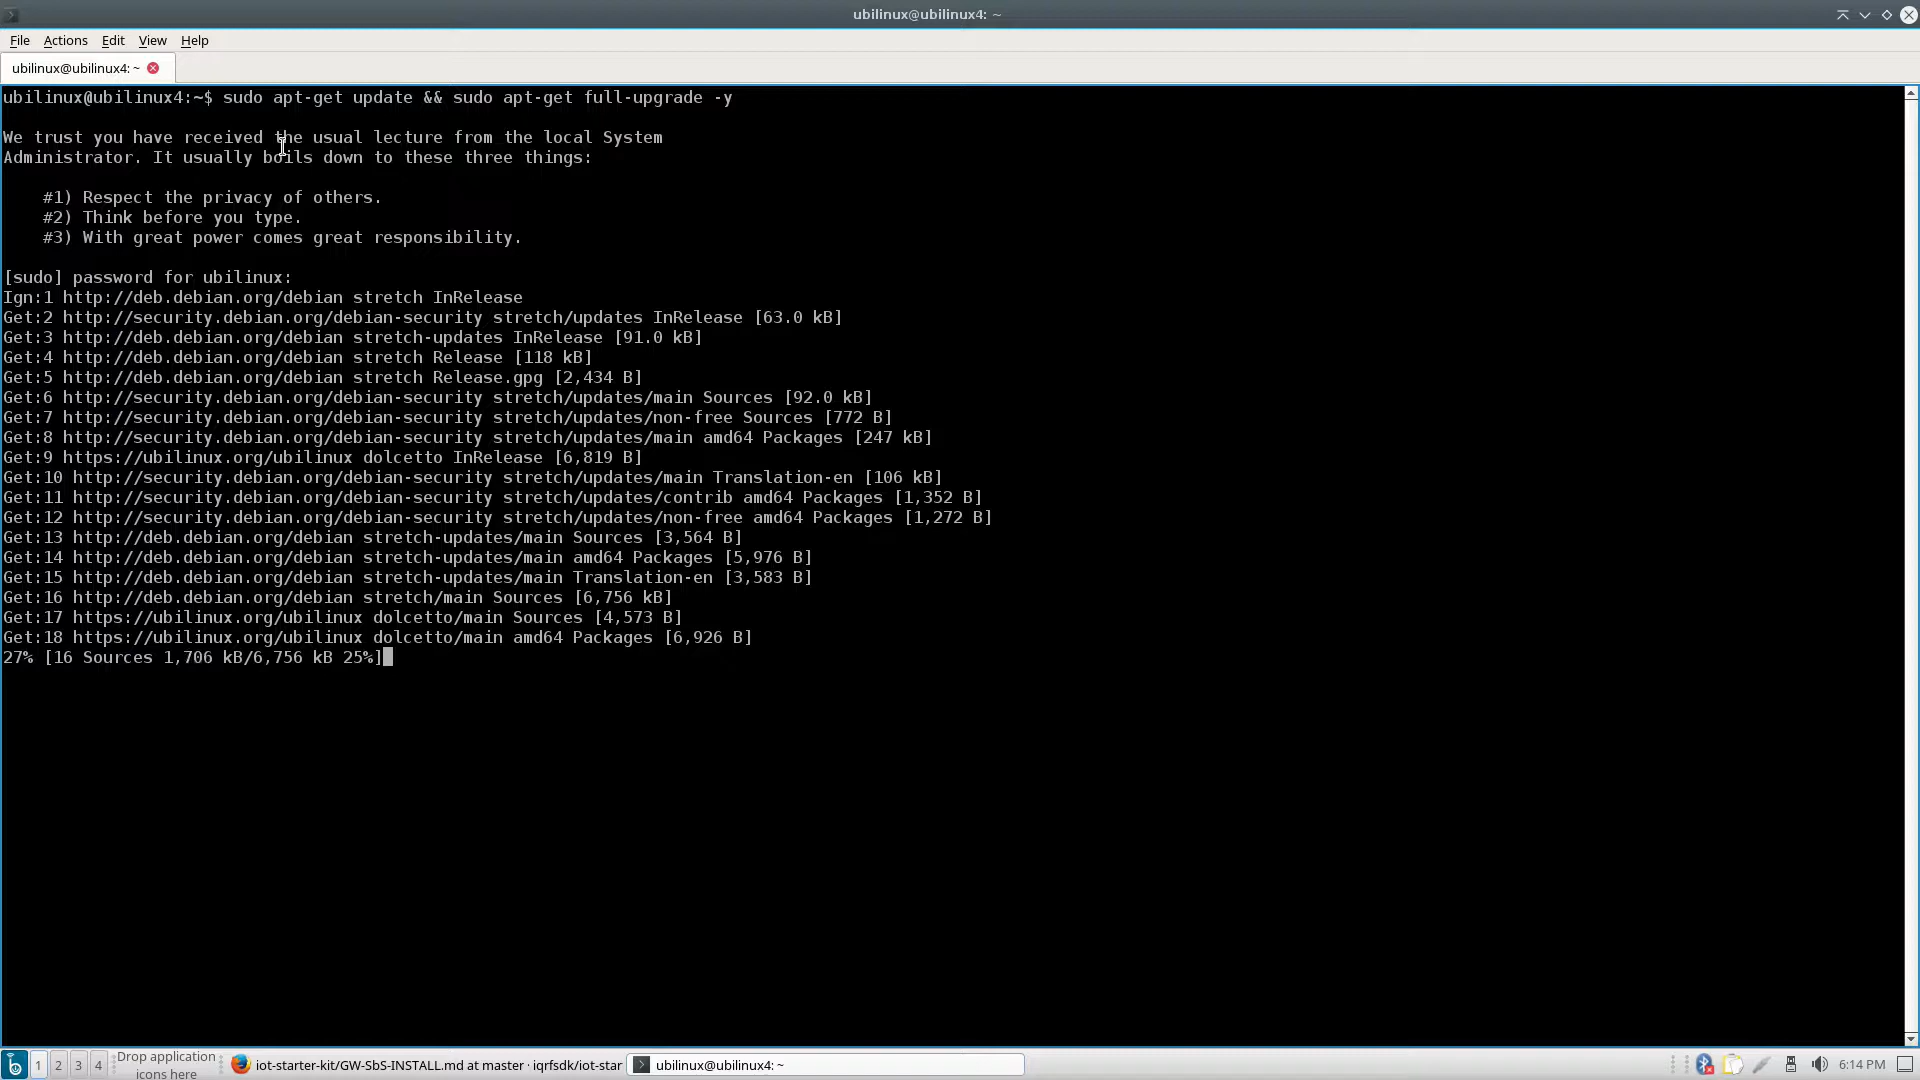 ubilinux@ubilinux4: ~
File Actions Edit View Help
ubilinux@ubilinux4: ~
ubilinux@ubilinux4:~$ sudo apt-get update && sudo apt-get full-upgrade -y
We trust you have received the usual lecture from the local System
Administrator. It usually boils down to these three things:
#1) Respect the privacy of others.
#2) Think before you type.
#3) With great power comes great responsibility.
[sudo] password for ubilinux:
Ign:1 http://deb.debian.org/debian stretch InRelease
Get:2 http://security.debian.org/debian-security stretch/updates InRelease [63.0 kB]
Get:3 http://deb.debian.org/debian stretch-updates InRelease [91.0 kB]
Get:4 http://deb.debian.org/debian stretch Release [118 kB]
Get:5 http://deb.debian.org/debian stretch Release.gpg [2,434 B]
Get:6 http://security.debian.org/debian-security stretch/updates/main Sources [92.0 kB]
Get:7 http://security.debian.org/debian-security stretch/updates/non-free Sources [772 B]
Get:8 http://security.debian.org/debian-security stretch/updates/main amd64 Packages [247 kB]
Get:9 https://ubilinux.org/ubilinux dolcetto InRelease [6,819 B]
Get:10 http://security.debian.org/debian-security stretch/updates/main Translation-en [106 kB]
Get:11 http://security.debian.org/debian-security stretch/updates/contrib amd64 Packages [1,352 B]
Get:12 http://security.debian.org/debian-security stretch/updates/non-free amd64 Packages [1,272 B]
Get:13 http://deb.debian.org/debian stretch-updates/main Sources [3,564 B]
Get:14 http://deb.debian.org/debian stretch-updates/main amd64 Packages [5,976 B]
Get:15 http://deb.debian.org/debian stretch-updates/main Translation-en [3,583 B]
Get:16 http://deb.debian.org/debian stretch/main Sources [6,756 kB]
Get:17 https://ubilinux.org/ubilinux dolcetto/main Sources [4,573 B]
Get:18 https://ubilinux.org/ubilinux dolcetto/main amd64 Packages [6,926 B]
27% [16 Sources 1,706 kB/6,756 kB 25%]
1 2 3 4
Drop application
icons here
iot-starter-kit/GW-SbS-INSTALL.md at master · iqrfsdk/iot-star
ubilinux@ubilinux4: ~
6:14 PM